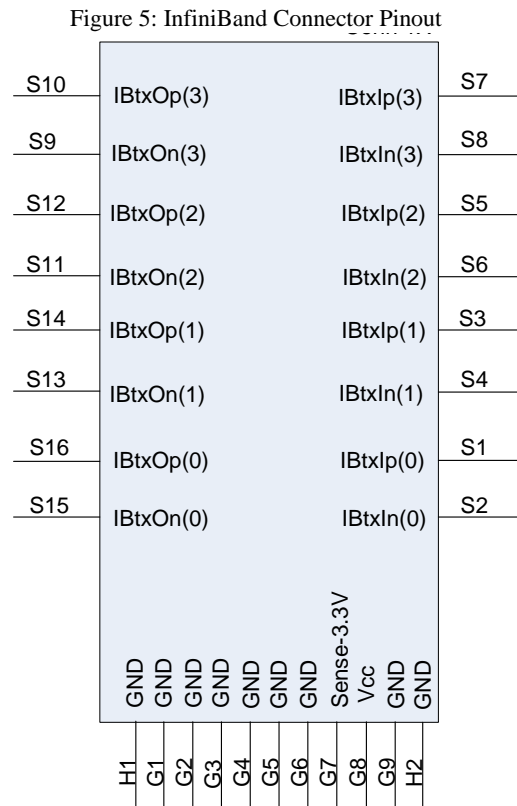 Figure 5: InfiniBand Connector Pinout
S10 IBtxOp(3) IBtxIp(3) S7
S9 IBtxOn(3) IBtxIn(3) S8
S12 IBtxOp(2) IBtxIp(2) S5
S11 IBtxOn(2) IBtxIn(2) S6
S14 IBtxOp(1) IBtxIp(1) S3
S13 IBtxOn(1) IBtxIn(1) S4
S16 IBtxOp(0) IBtxIp(0) S1
S15 IBtxOn(0) IBtxIn(0) S2
GND GND GND GND GND GND GND Sense-3.3V Vcc GND GND
H1 G1 G2 G3 G4 G5 G6 G7 G8 G9 H2